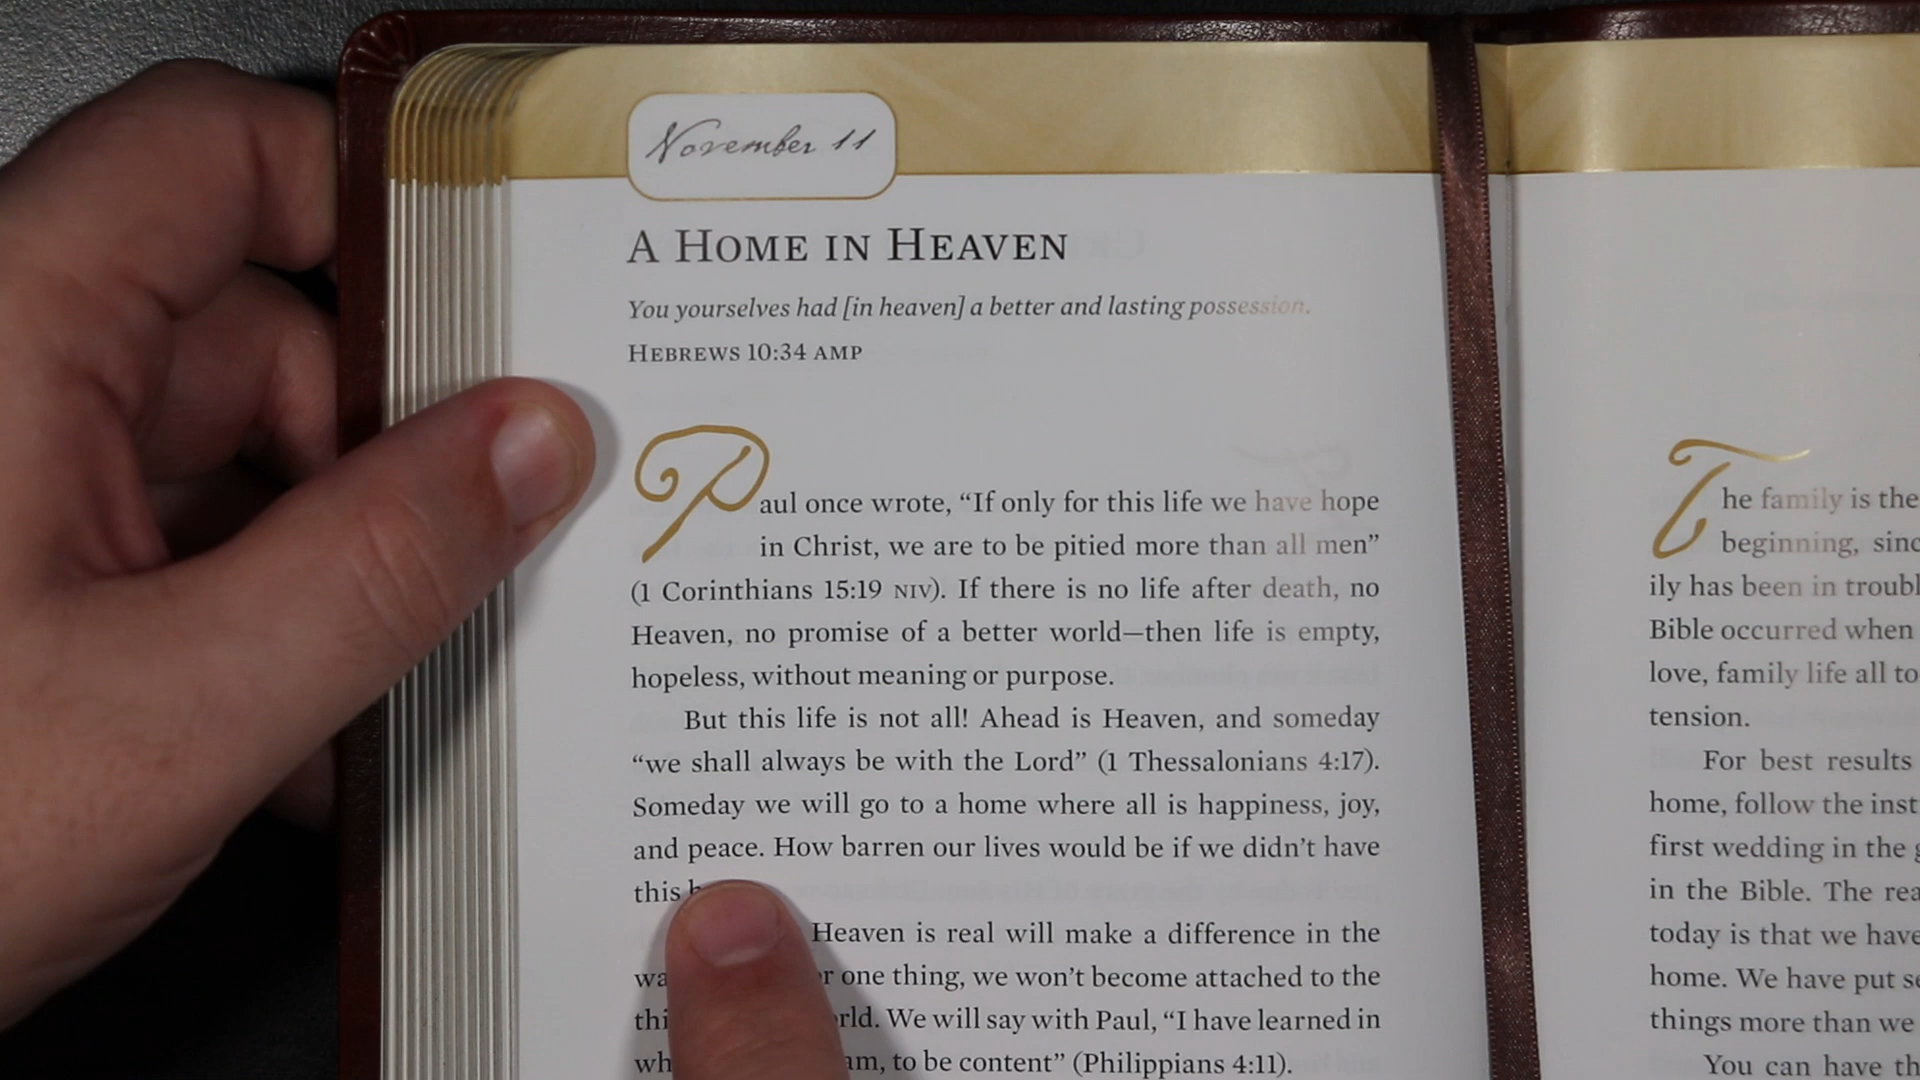 November 11
A HOME IN HEAVEN
You yourselves had [in heaven] a better and lasting possession.
HEBREWS 10:34 AMP
Paul once wrote, “If only for this life we have hope
in Christ, we are to be pitied more than all men”
(1 Corinthians 15:19 NIV). If there is no life after death, no
Heaven, no promise of a better world—then life is empty,
hopeless, without meaning or purpose.
But this life is not all! Ahead is Heaven, and someday
“we shall always be with the Lord” (1 Thessalonians 4:17).
Someday we will go to a home where all is happiness, joy,
and peace. How barren our lives would be if we didn’t have
this
Heaven is real will make a difference in the
one thing, we won’t become attached to the
We will say with Paul, “I have learned in
to be content” (Philippians 4:11).
The family is the
beginning,
ily has been in
Bible occurred when
love, family life all to
tension.
For best results
home, follow the
first wedding in the
in the Bible. The
today is that we have
home. We have put
things more than we
You can have